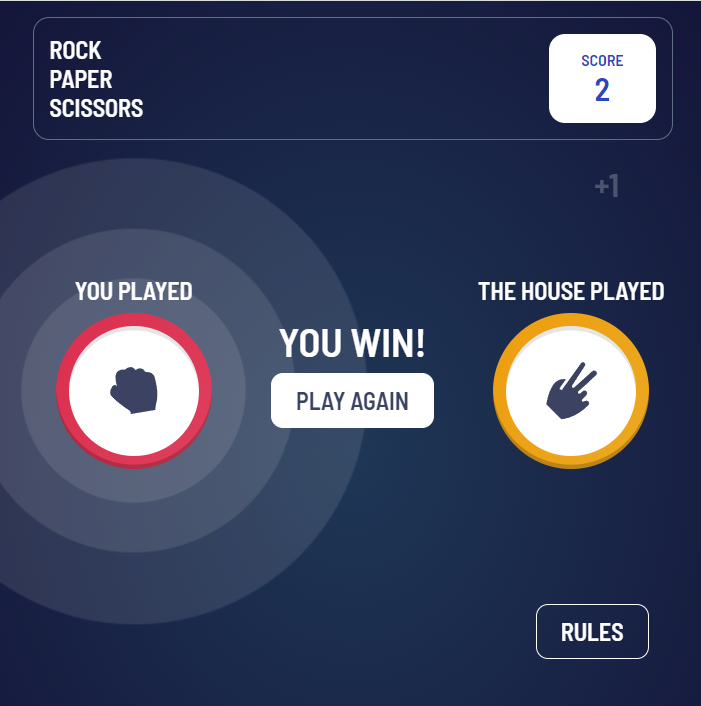 ROCK
PAPER
SCISSORS
SCORE
2
+1
YOU PLAYED
THE HOUSE PLAYED
YOU WIN!
PLAY AGAIN
RULES